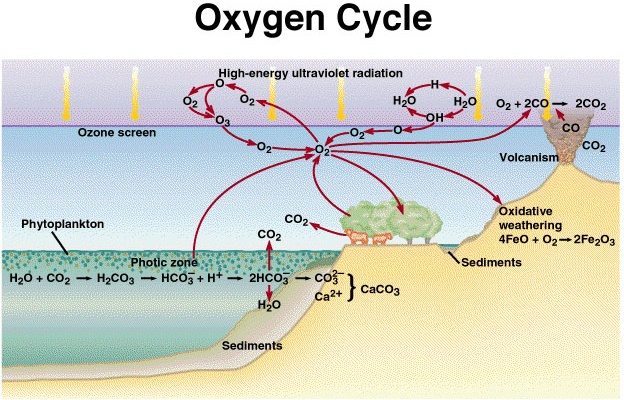 Oxygen Cycle
High-energy ultraviolet radiation
O
O₂
O₂
O₃
H
H₂O
H₂O
OH
O₂ + 2CO → 2CO₂
Ozone screen
O₂
O₂
O₂
O
CO
CO₂
Volcanism
Phytoplankton
CO₂
CO₂
Oxidative
weathering
4FeO + O₂ → 2Fe₂O₃
Photic zone
Sediments
H₂O + CO₂ → H₂CO₃ → HCO₃⁻ + H⁺ → 2HCO₃⁻ → CO₃²⁻
Ca²⁺
} CaCO₃
H₂O
Sediments